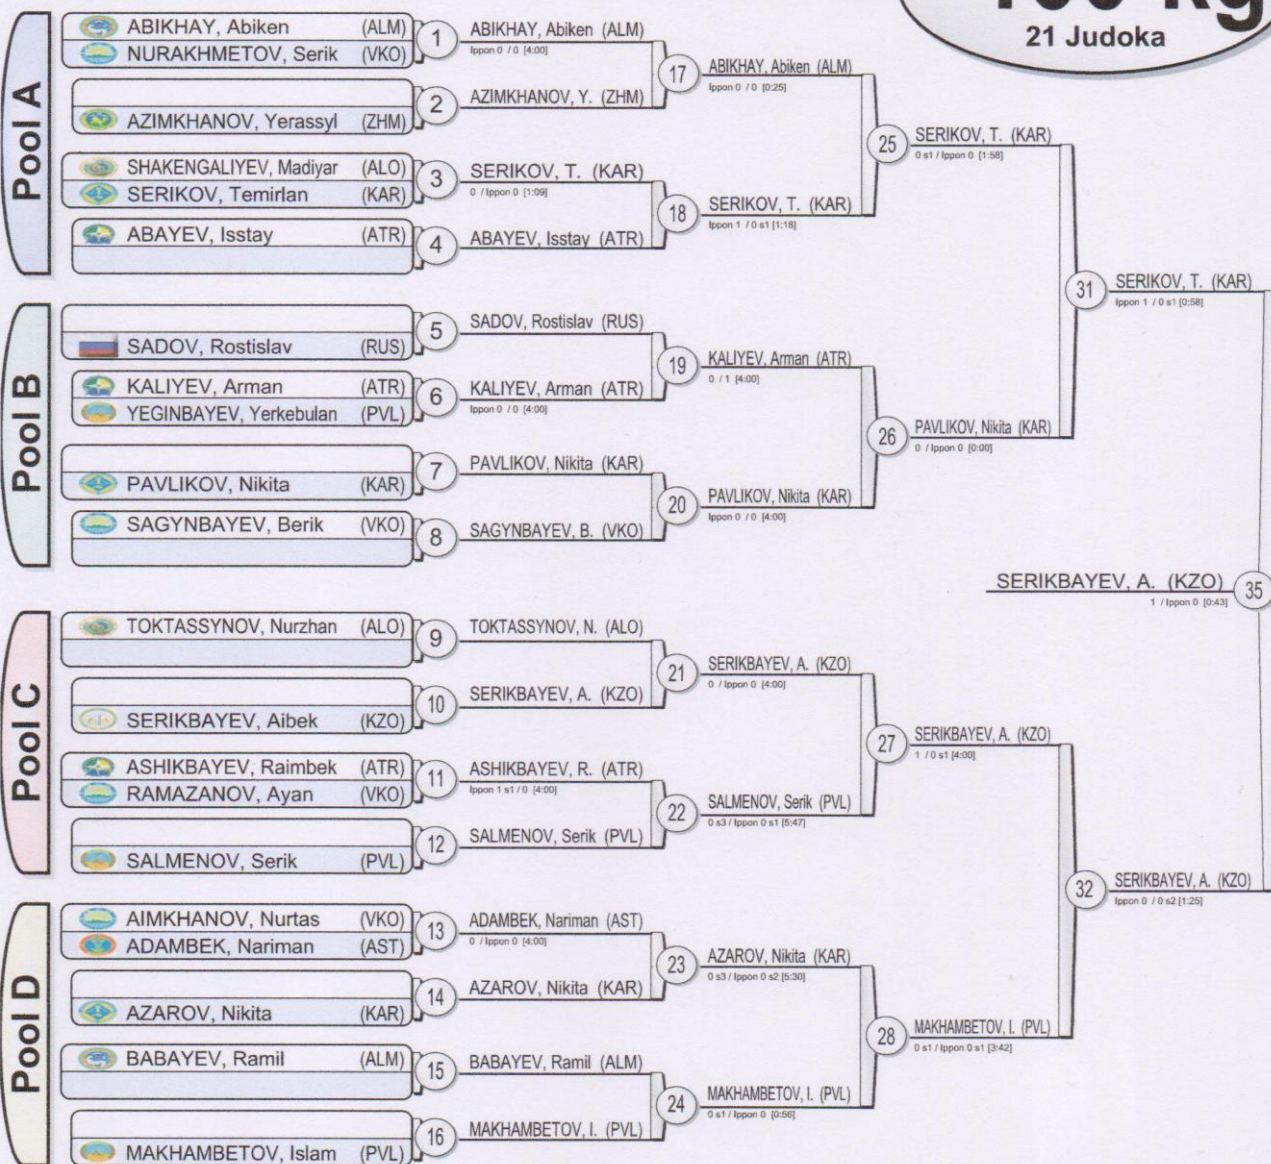 -100 kg
21 Judoka
Pool A
ABIKHAY, Abiken (ALM)
NURAKHMETOV, Serik (VKO)
1
AZIMKHANOV, Yerassyl (ZHM)
2
SHAKENGALIYEV, Madiyar (ALO)
SERIKOV, Temirlan (KAR)
3
ABAYEV, Isstay (ATR)
4
Pool B
SADOV, Rostislav (RUS)
5
KALIYEV, Arman (ATR)
YEGINBAYEV, Yerkebulan (PVL)
6
PAVLIKOV, Nikita (KAR)
7
SAGYNBAYEV, Berik (VKO)
8
Pool C
TOKTASSYNOV, Nurzhan (ALO)
9
SERIKBAYEV, Aibek (KZO)
10
ASHIKBAYEV, Raimbek (ATR)
RAMAZANOV, Ayan (VKO)
11
SALMENOV, Serik (PVL)
12
Pool D
AIMKHANOV, Nurtas (VKO)
ADAMBEK, Nariman (AST)
13
AZAROV, Nikita (KAR)
14
BABAYEV, Ramil (ALM)
15
MAKHAMBETOV, Islam (PVL)
16
ABIKHAY, Abiken (ALM)
Ippon 0 / 0 [4:00]
AZIMKHANOV, Y. (ZHM)
17
SERIKOV, T. (KAR)
0 / Ippon 0 [1:09]
ABAYEV, Isstay (ATR)
18
SADOV, Rostislav (RUS)
KALIYEV, Arman (ATR)
Ippon 0 / 0 [4:00]
19
PAVLIKOV, Nikita (KAR)
SAGYNBAYEV, B. (VKO)
20
TOKTASSYNOV, N. (ALO)
SERIKBAYEV, A. (KZO)
21
ASHIKBAYEV, R. (ATR)
Ippon 1 s1 / 0 [4:00]
SALMENOV, Serik (PVL)
22
ADAMBEK, Nariman (AST)
0 / Ippon 0 [4:00]
AZAROV, Nikita (KAR)
23
BABAYEV, Ramil (ALM)
MAKHAMBETOV, I. (PVL)
24
ABIKHAY, Abiken (ALM)
Ippon 0 / 0 [0:25]
SERIKOV, T. (KAR)
Ippon 1 / 0 s1 [1:18]
25
KALIYEV, Arman (ATR)
0 / 1 [4:00]
PAVLIKOV, Nikita (KAR)
Ippon 0 / 0 [4:00]
26
SERIKBAYEV, A. (KZO)
0 / Ippon 0 [4:00]
SALMENOV, Serik (PVL)
0 s3 / Ippon 0 s1 [5:47]
27
AZAROV, Nikita (KAR)
0 s3 / Ippon 0 s2 [5:30]
MAKHAMBETOV, I. (PVL)
0 s1 / Ippon 0 [0:56]
28
SERIKOV, T. (KAR)
0 s1 / Ippon 0 [1:58]
PAVLIKOV, Nikita (KAR)
0 / Ippon 0 [0:00]
31
SERIKBAYEV, A. (KZO)
1 / 0 s1 [4:00]
MAKHAMBETOV, I. (PVL)
0 s1 / Ippon 0 s1 [3:42]
32
SERIKOV, T. (KAR)
Ippon 1 / 0 s1 [0:58]
SERIKBAYEV, A. (KZO)
Ippon 0 / 0 s2 [1:25]
SERIKBAYEV, A. (KZO)
1 / Ippon 0 [0:43]
35